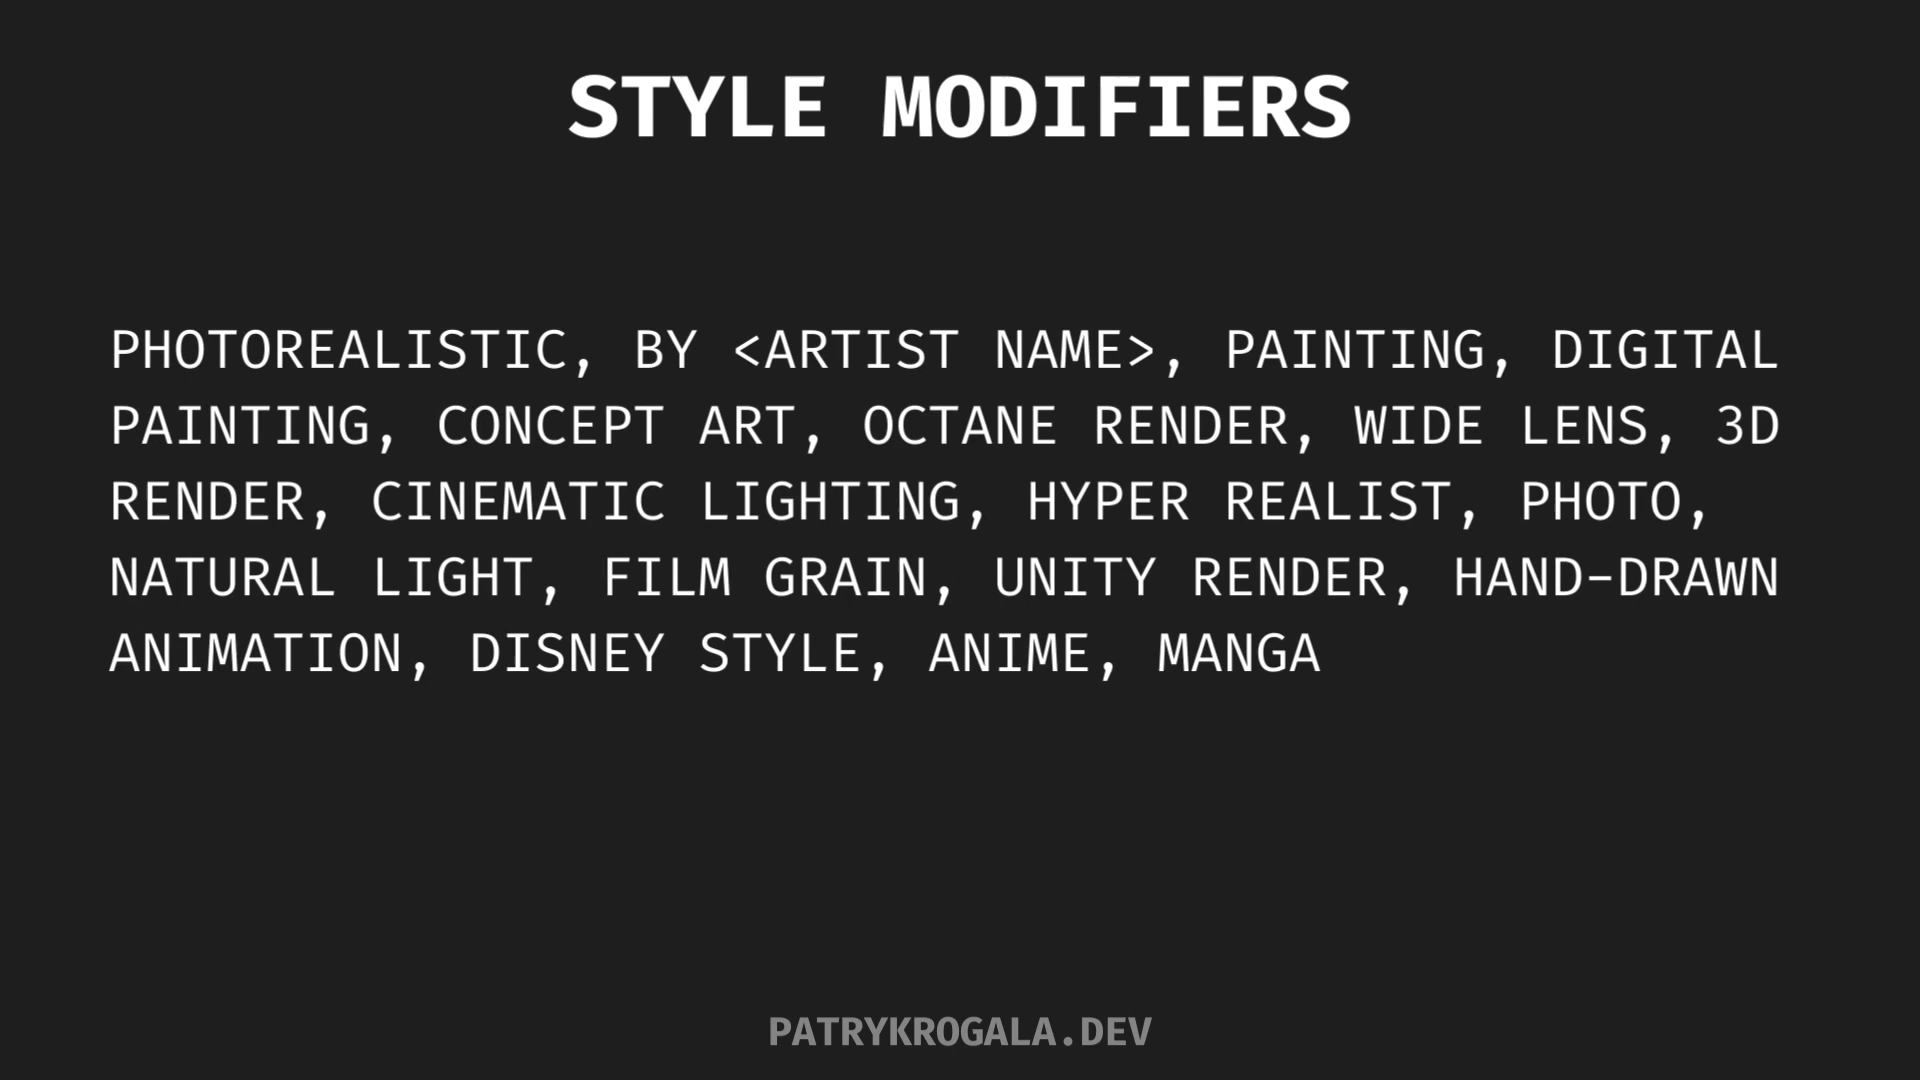 STYLE MODIFIERS
PHOTOREALISTIC, BY <ARTIST NAME>, PAINTING, DIGITAL
PAINTING, CONCEPT ART, OCTANE RENDER, WIDE LENS, 3D
RENDER, CINEMATIC LIGHTING, HYPER REALIST, PHOTO,
NATURAL LIGHT, FILM GRAIN, UNITY RENDER, HAND-DRAWN
ANIMATION, DISNEY STYLE, ANIME, MANGA
PATRYKROGALA.DEV